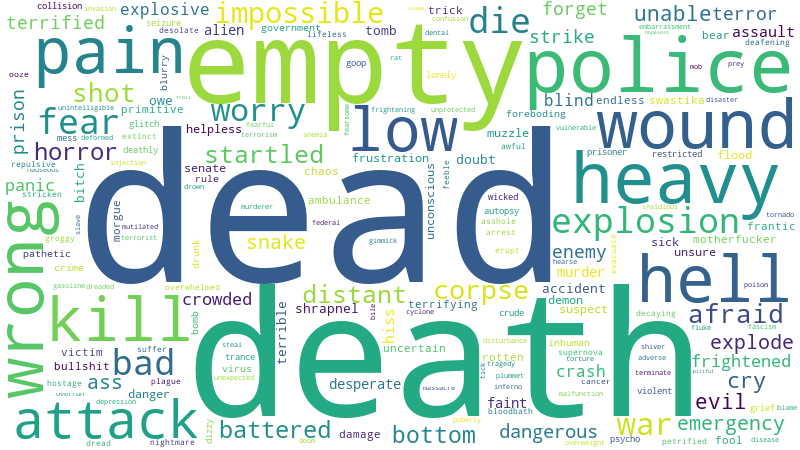 collision
invasion
explosive
impossible
die
forget
unable
terror
terrified
seizure
desolate
alien
government
lifeless
tomb
trick
confusion
dental
strike
bear
assault
embarrassment
hopeless
deafening
pain
empty
police
ooze
blurry
goop
rat
lonely
mob
prey
shot
owe
worry
low
blind
endless
swastika
disaster
prison
unintelligible
primitive
fearsome
frightening
unprotected
foreboding
wound
fear
mess
deformed
glitch
extinct
deathly
helpless
fearful
terrorism
anemia
muzzle
awful
vulnerable
horror
startled
frustration
doubt
prisoner
restricted
flood
repulsive
nauseous
panic
stricken
bitch
senate
rule
chaos
unconscious
feeble
heavy
drown
ambulance
wicked
autopsy
insidious
tornado
dead
slave
morgue
mutilated
terrorist
murderer
federal
asshole
arrest
explosion
frantic
wrong
groggy
pathetic
crime
drunk
snake
gimmick
erupt
enemy
evacuate
sick
unsure
motherfucker
gasoline
dreaded
overwhelmed
hearse
murder
hell
poison
crowded
distant
corpse
terrifying
accident
demon
kill
bomb
shrapnel
hiss
bile
cyclone
crude
suspect
decaying
afraid
fluke
fascism
victim
steal
terrible
death
uncertain
disturbance
inhuman
supernova
shiver
explode
bullshit
suffer
trance
virus
unexpected
rotten
tragedy
torture
crash
adverse
frightened
bad
hostage
ass
plague
desperate
massacre
tick
plummet
inferno
cancer
terminate
pitiful
overrun
depression
danger
faint
bloodbath
malfunction
violent
cry
evil
grief
blame
attack
dizzy
battered
damage
bottom
puberty
dangerous
war
emergency
dread
nightmare
doom
overweight
psycho
petrified
fool
disease